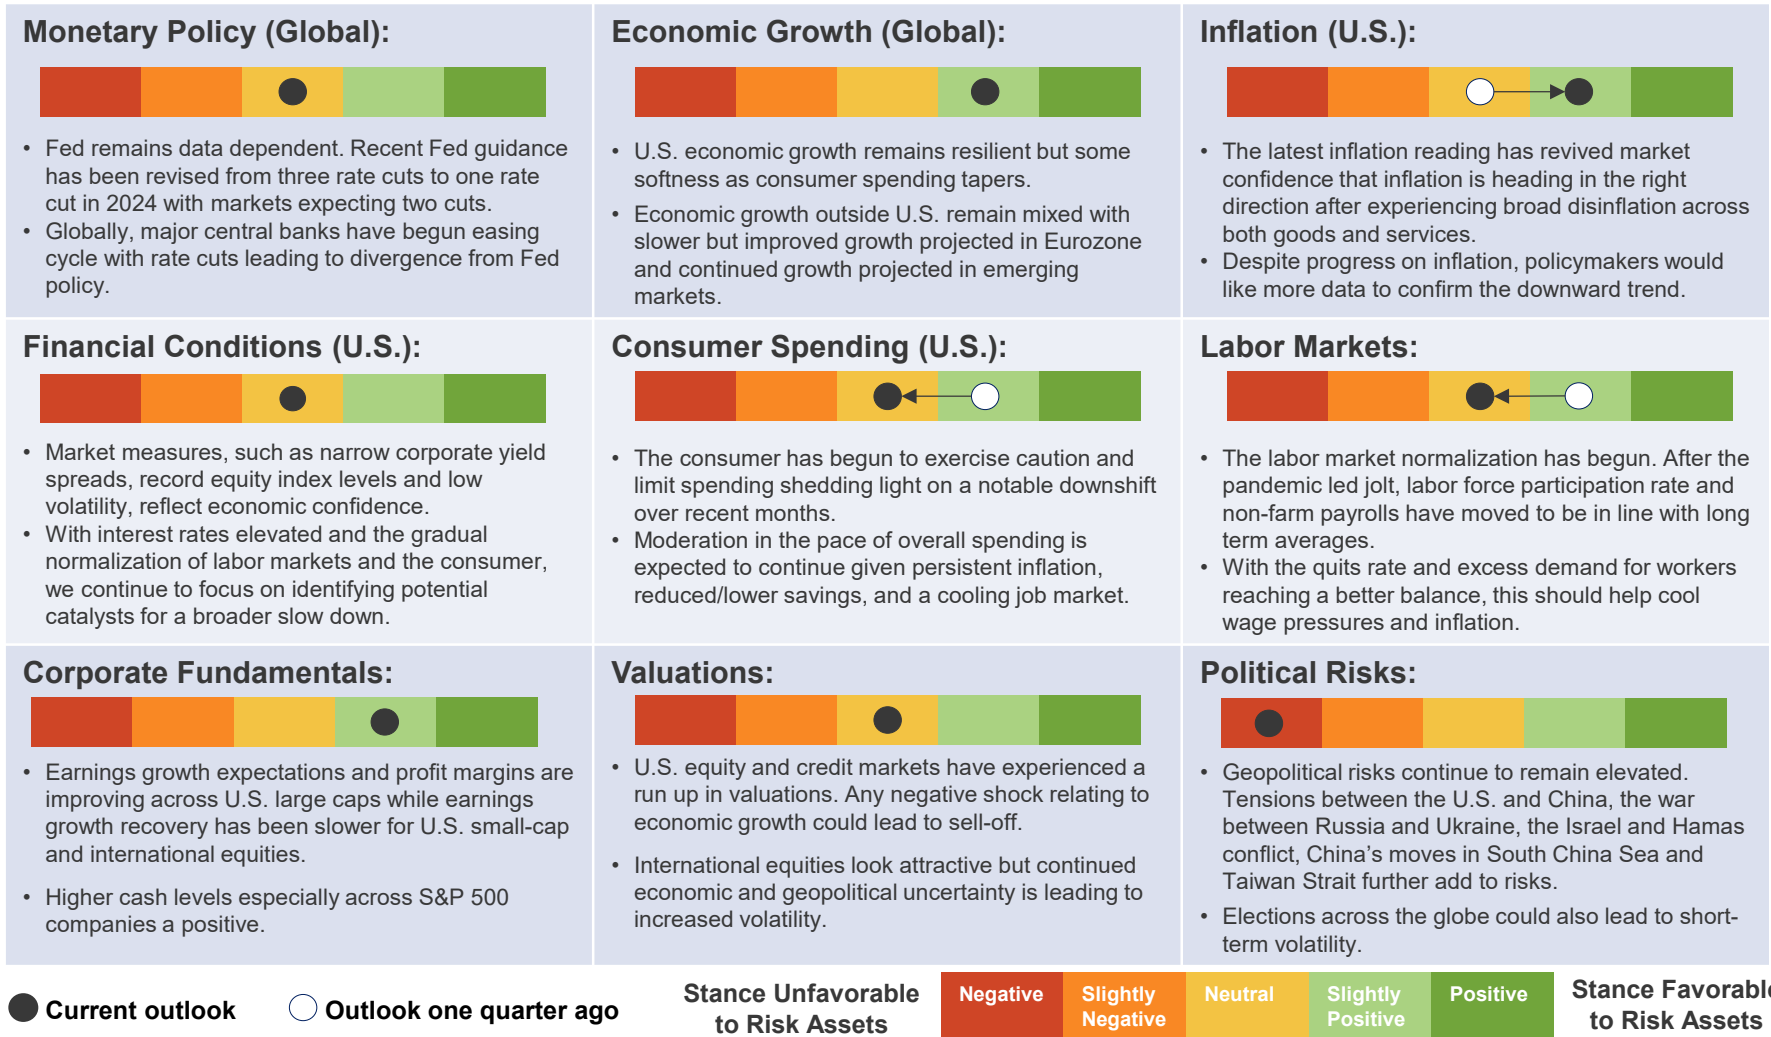 Monetary Policy (Global):
• Fed remains data dependent. Recent Fed guidance
has been revised from three rate cuts to one rate
cut in 2024 with markets expecting two cuts.
• Globally, major central banks have begun easing
cycle with rate cuts leading to divergence from Fed
policy.
Economic Growth (Global):
• U.S. economic growth remains resilient but some
softness as consumer spending tapers.
• Economic growth outside U.S. remain mixed with
slower but improved growth projected in Eurozone
and continued growth projected in emerging
markets.
Inflation (U.S.):
• The latest inflation reading has revived market
confidence that inflation is heading in the right
direction after experiencing broad disinflation across
both goods and services.
• Despite progress on inflation, policymakers would
like more data to confirm the downward trend.
Financial Conditions (U.S.):
• Market measures, such as narrow corporate yield
spreads, record equity index levels and low
volatility, reflect economic confidence.
• With interest rates elevated and the gradual
normalization of labor markets and the consumer,
we continue to focus on identifying potential
catalysts for a broader slow down.
Consumer Spending (U.S.):
• The consumer has begun to exercise caution and
limit spending shedding light on a notable downshift
over recent months.
• Moderation in the pace of overall spending is
expected to continue given persistent inflation,
reduced/lower savings, and a cooling job market.
Labor Markets:
• The labor market normalization has begun. After the
pandemic led jolt, labor force participation rate and
non-farm payrolls have moved to be in line with long
term averages.
• With the quits rate and excess demand for workers
reaching a better balance, this should help cool
wage pressures and inflation.
Corporate Fundamentals:
• Earnings growth expectations and profit margins are
improving across U.S. large caps while earnings
growth recovery has been slower for U.S. small-cap
and international equities.
• Higher cash levels especially across S&P 500
companies a positive.
Valuations:
• U.S. equity and credit markets have experienced a
run up in valuations. Any negative shock relating to
economic growth could lead to sell-off.
• International equities look attractive but continued
economic and geopolitical uncertainty is leading to
increased volatility.
Political Risks:
• Geopolitical risks continue to remain elevated.
Tensions between the U.S. and China, the war
between Russia and Ukraine, the Israel and Hamas
conflict, China’s moves in South China Sea and
Taiwan Strait further add to risks.
• Elections across the globe could also lead to short-
term volatility.
Current outlook
Outlook one quarter ago
Stance Unfavorable
to Risk Assets
Negative
Slightly
Negative
Neutral
Slightly
Positive
Positive
Stance Favorable
to Risk Assets